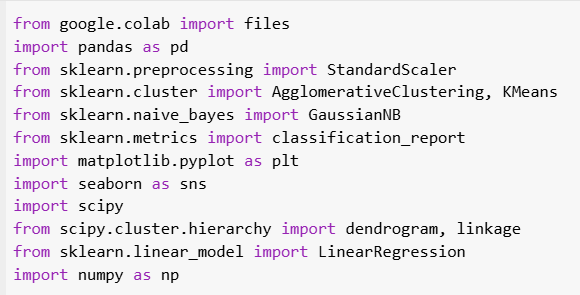 from google.colab import files
import pandas as pd
from sklearn.preprocessing import StandardScaler
from sklearn.cluster import AgglomerativeClustering, KMeans
from sklearn.naive_bayes import GaussianNB
from sklearn.metrics import classification_report
import matplotlib.pyplot as plt
import seaborn as sns
import scipy
from scipy.cluster.hierarchy import dendrogram, linkage
from sklearn.linear_model import LinearRegression
import numpy as np